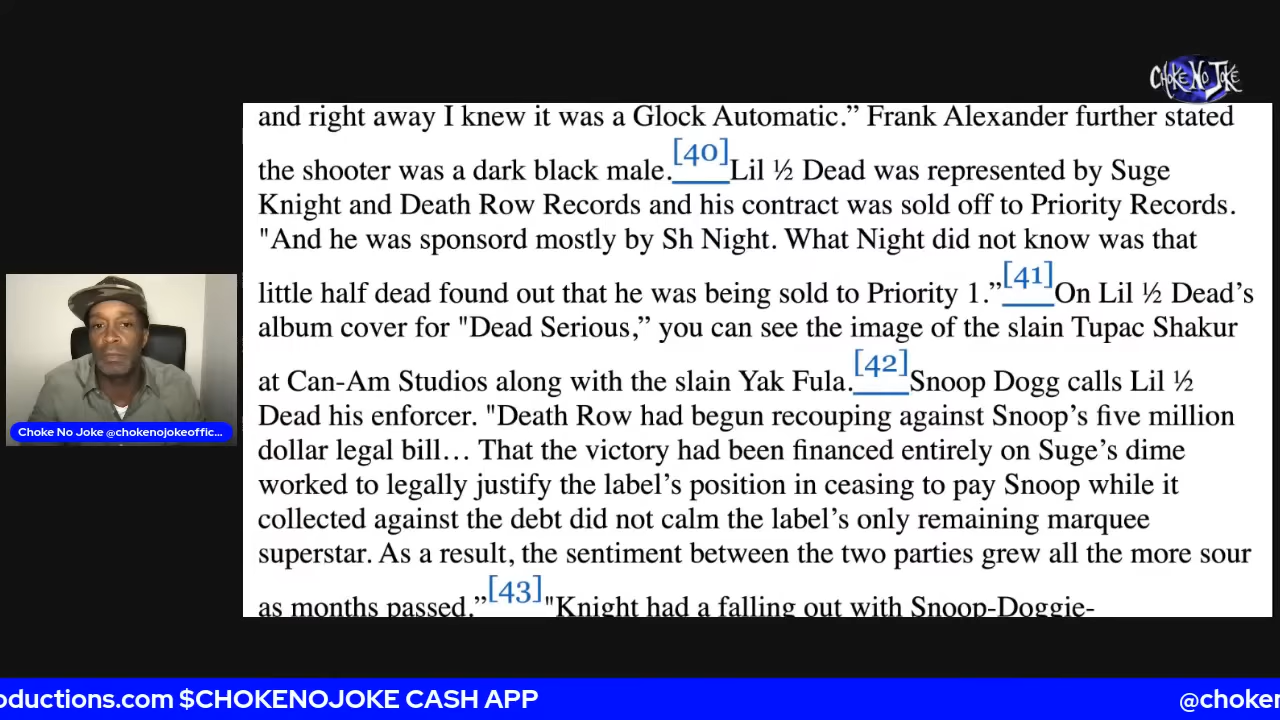 CHOKE NO JOKE
and right away I knew it was a Glock Automatic.” Frank Alexander further stated
the shooter was a dark black male.[40]Lil ½ Dead was represented by Suge
Knight and Death Row Records and his contract was sold off to Priority Records.
"And he was sponsord mostly by Sh Night. What Night did not know was that
little half dead found out that he was being sold to Priority 1.”[41]On Lil ½ Dead’s
album cover for "Dead Serious,” you can see the image of the slain Tupac Shakur
at Can-Am Studios along with the slain Yak Fula.[42]Snoop Dogg calls Lil ½
Dead his enforcer. "Death Row had begun recouping against Snoop’s five million
dollar legal bill… That the victory had been financed entirely on Suge’s dime
worked to legally justify the label’s position in ceasing to pay Snoop while it
collected against the debt did not calm the label’s only remaining marquee
superstar. As a result, the sentiment between the two parties grew all the more sour
as months passed.”[43]"Knight had a falling out with Snoop-Doggie-
Choke No Joke @chokenojokeoffic...
oductions.com $CHOKENOJOKE CASH APP
@choken